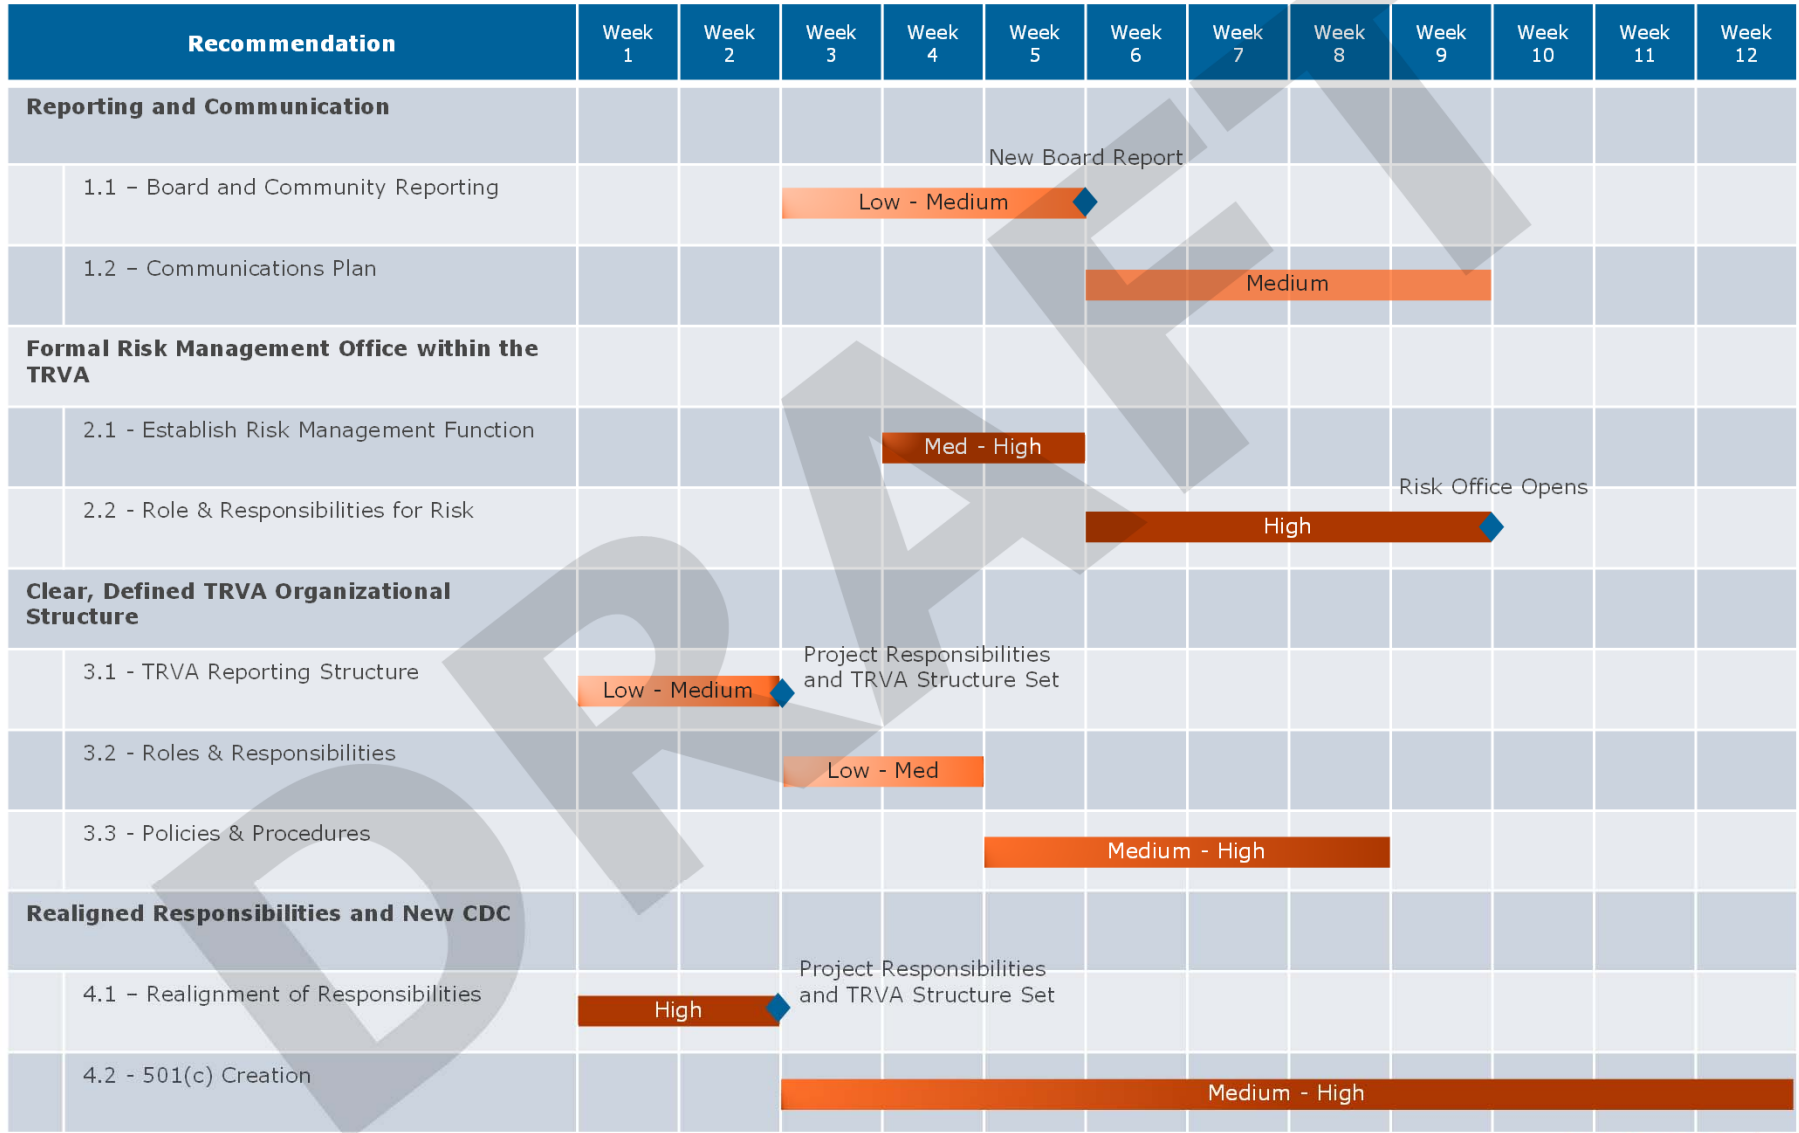 Recommendation
Week
1
Week
2
Week
3
Week
4
Week
5
Week
6
Week
7
Week
8
Week
9
Week
10
Week
11
Week
12
Reporting and Communication
New Board Report
1.1 – Board and Community Reporting
Low - Medium
1.2 – Communications Plan
Medium
Formal Risk Management Office within the
TRVA
2.1 - Establish Risk Management Function
Med - High
Risk Office Opens
2.2 - Role & Responsibilities for Risk
High
Clear, Defined TRVA Organizational
Structure
Project Responsibilities
and TRVA Structure Set
3.1 - TRVA Reporting Structure
Low - Medium
3.2 - Roles & Responsibilities
Low - Med
3.3 - Policies & Procedures
Medium - High
Realigned Responsibilities and New CDC
Project Responsibilities
and TRVA Structure Set
4.1 – Realignment of Responsibilities
High
4.2 - 501(c) Creation
Medium - High
DRAFT